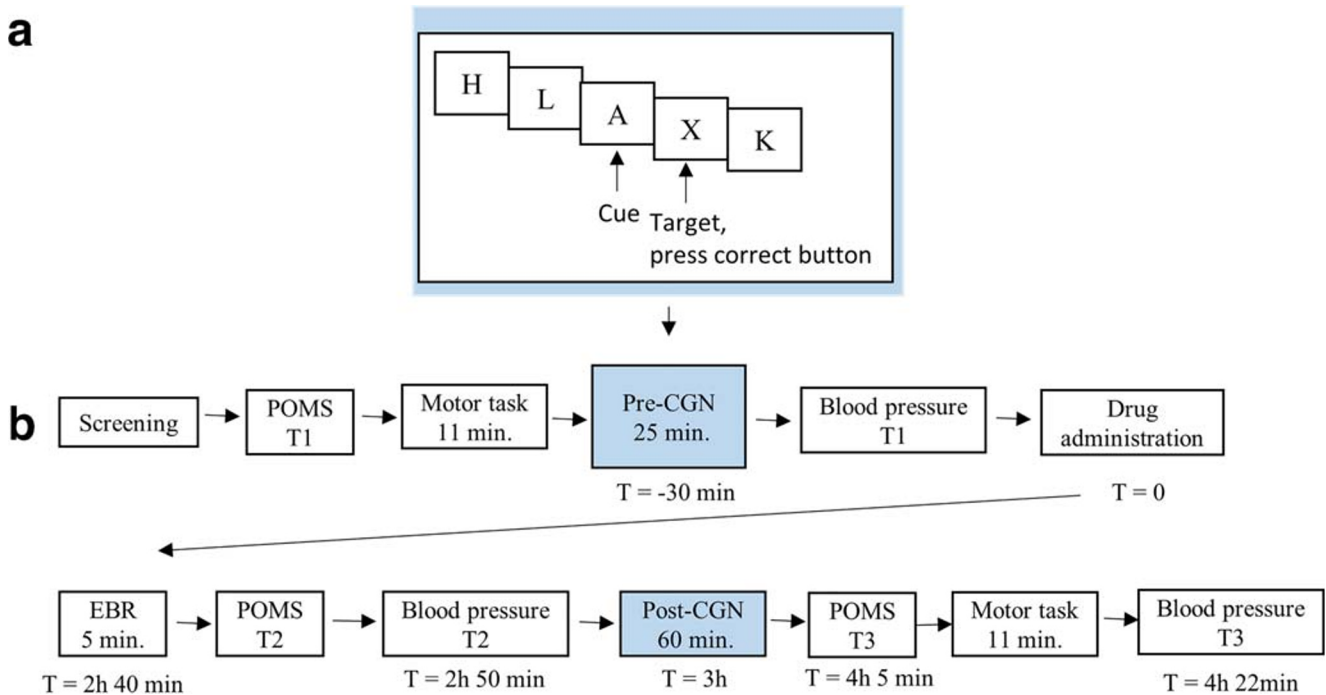 a
H
L
A
X
K
Cue
Target,
press correct button
b
Screening
POMS
T1
Motor task
11 min.
Pre-CGN
25 min.
T = -30 min
Blood pressure
T1
Drug
administration
T = 0
EBR
5 min.
T = 2h 40 min
POMS
T2
Blood pressure
T2
T = 2h 50 min
Post-CGN
60 min.
T = 3h
POMS
T3
T = 4h 5 min
Motor task
11 min.
Blood pressure
T3
T = 4h 22min